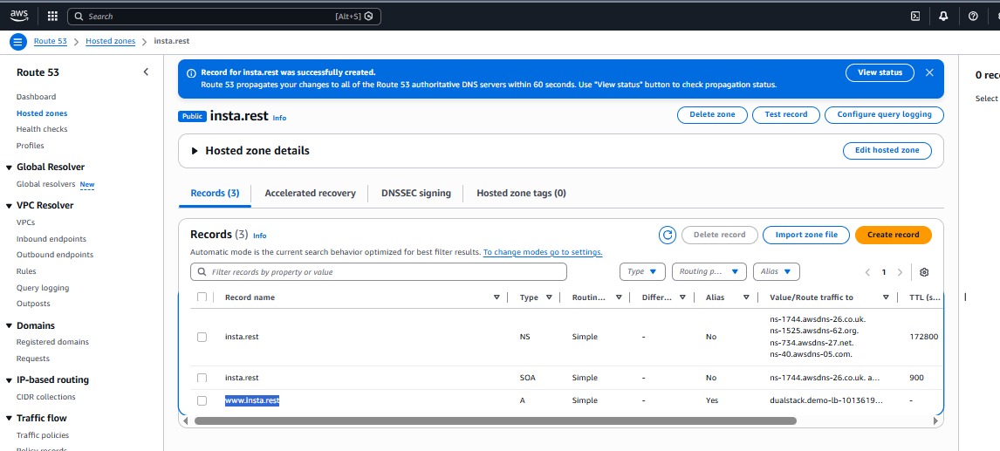 aws
Search [Alt+S]
Route 53 > Hosted zones > insta.rest
Route 53
Dashboard
Hosted zones
Health checks
Profiles
Global Resolver
Global resolvers New
VPC Resolver
VPCs
Inbound endpoints
Outbound endpoints
Rules
Query logging
Outposts
Domains
Registered domains
Requests
IP-based routing
CIDR collections
Traffic flow
Traffic policies
Policy records
Record for insta.rest was successfully created.
Route 53 propagates your changes to all of the Route 53 authoritative DNS servers within 60 seconds. Use "View status" button to check propagation status.
View status
Public insta.rest Info
Delete zone Test record Configure query logging
Hosted zone details
Edit hosted zone
Records (3) Accelerated recovery DNSSEC signing Hosted zone tags (0)
Records (3) Info
Delete record Import zone file Create record
Automatic mode is the current search behavior optimized for best filter results. To change modes go to settings.
Filter records by property or value
Type Routing p... Alias 1
Record name Type Routin... Differ... Alias Value/Route traffic to TTL (s...
insta.rest NS Simple - No ns-1744.awsdns-26.co.uk.
ns-1525.awsdns-62.org.
ns-734.awsdns-27.net.
ns-40.awsdns-05.com.
172800
insta.rest SOA Simple - No ns-1744.awsdns-26.co.uk. a... 900
www.insta.rest A Simple - Yes dualstack.demo-lb-1013619... -
0 rec
Select